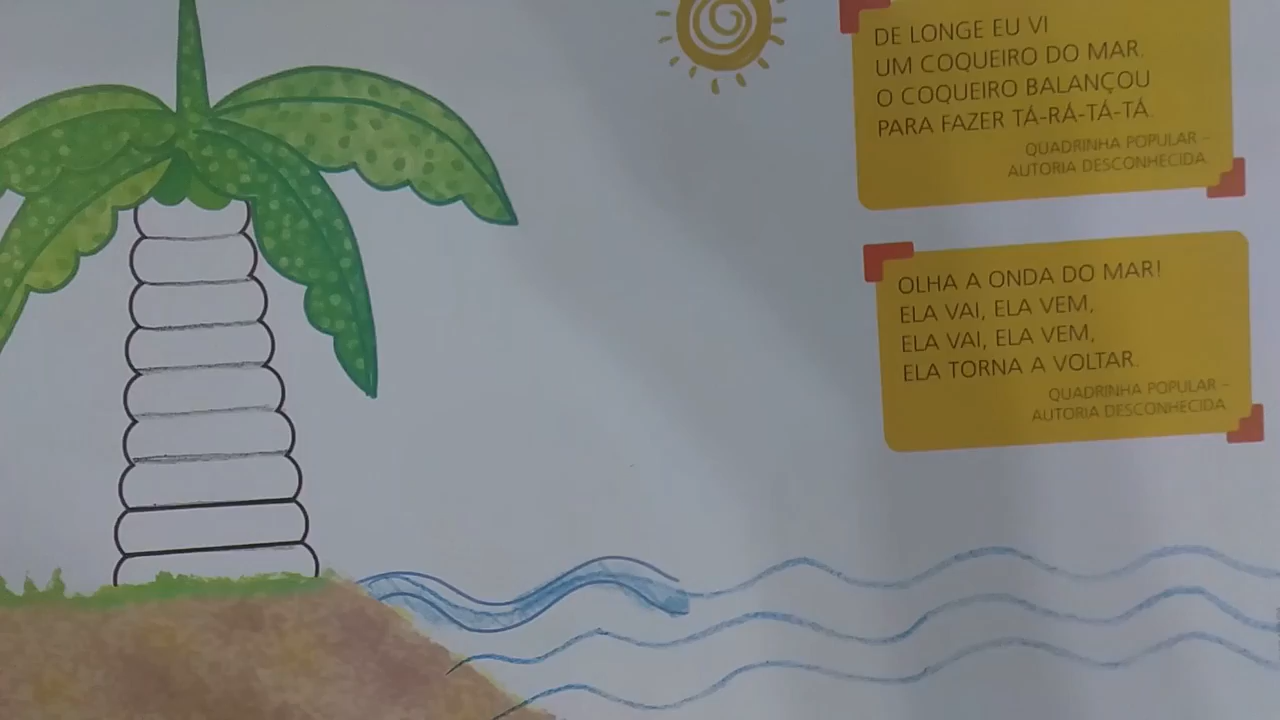 DE LONGE EU VI
UM COQUEIRO DO MAR.
O COQUEIRO BALANÇOU
PARA FAZER TÁ-RÁ-TÁ-TÁ.
QUADRINHA POPULAR –
AUTORIA DESCONHECIDA.
OLHA A ONDA DO MAR!
ELA VAI, ELA VEM,
ELA VAI, ELA VEM,
ELA TORNA A VOLTAR.
QUADRINHA POPULAR –
AUTORIA DESCONHECIDA.